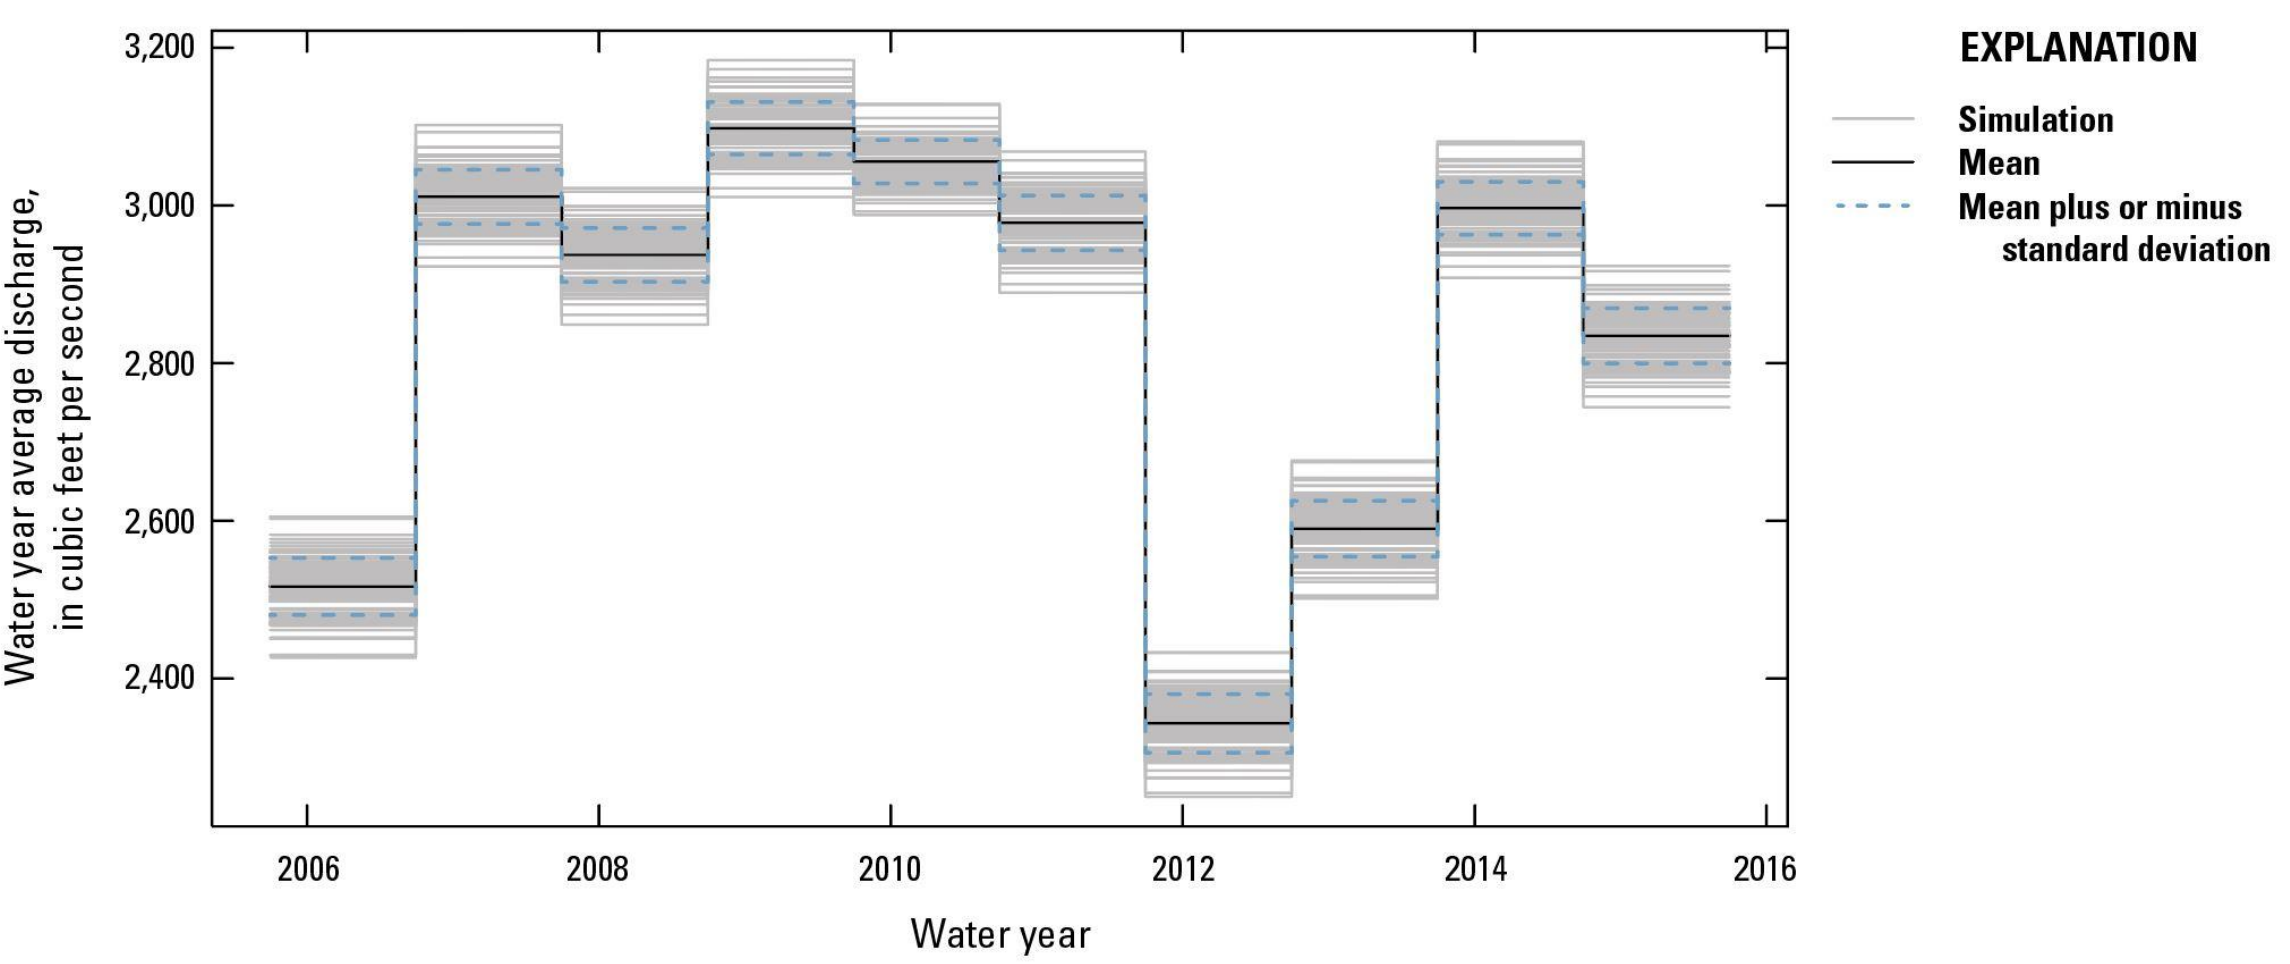 3,200
3,000
2,800
2,600
2,400
Water year average discharge,
in cubic feet per second
2006 2008 2010 2012 2014 2016
Water year
EXPLANATION
Simulation
Mean
Mean plus or minus
standard deviation